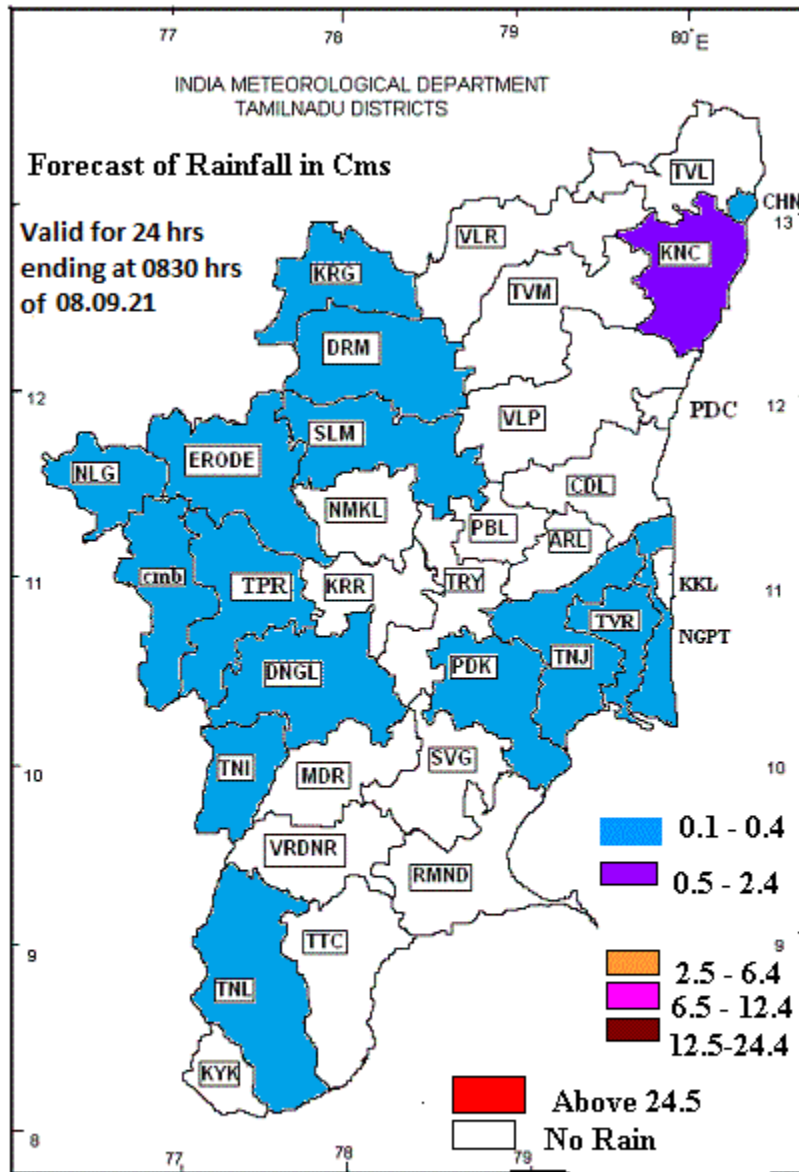 77 78 79 80°E
INDIA METEOROLOGICAL DEPARTMENT
TAMILNADU DISTRICTS
Forecast of Rainfall in Cms
TVL
CHN
13 13
Valid for 24 hrs
ending at 0830 hrs
of 08.09.21
VLR
KNC
KRG
TVM
DRM
12 12
PDC
VLP
SLM
ERODE
NLG
CDL
NMKL
PBL
ARL
11 11
cmb
TPR
KRR
TRY
KKL
TVR
NGPT
DNGL
PDK
TNJ
10 10
TNI
MDR
SVG
0.1 - 0.4
VRDNR
RMND
0.5 - 2.4
9 9
TTC
2.5 - 6.4
TNL
6.5 - 12.4
12.5-24.4
KYK
Above 24.5
8
No Rain
77 78 79